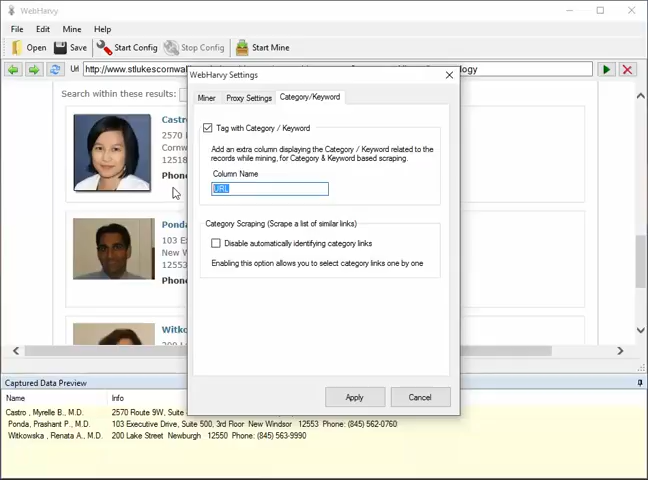 WebHarvy
File Edit Mine Help
Open Save Start Config Stop Config Start Mine
Url http://www.stlukescornwal
ology
Search within these results:
Castro
2570
Cornw
12518
Phon
Ponda
103 E
New W
12553
Phon
Witko
WebHarvy Settings
Miner Proxy Settings Category/Keyword
Tag with Category / Keyword
Add an extra column displaying the Category / Keyword related to the
records while mining, for Category & Keyword based scraping.
Column Name
URL
Category Scraping (Scrape a list of similar links)
Disable automatically identifying category links
Enabling this option allows you to select category links one by one
Apply Cancel
Captured Data Preview
Name Info
Castro , Myrelle B., M.D. 2570 Route 9W, Suite
Ponda, Prashant P., M.D. 103 Executive Drive, Suite 500, 3rd Floor New Windsor 12553 Phone: (845) 562-0760
Witkowska , Renata A., M.D. 200 Lake Street Newburgh 12550 Phone: (845) 563-9990